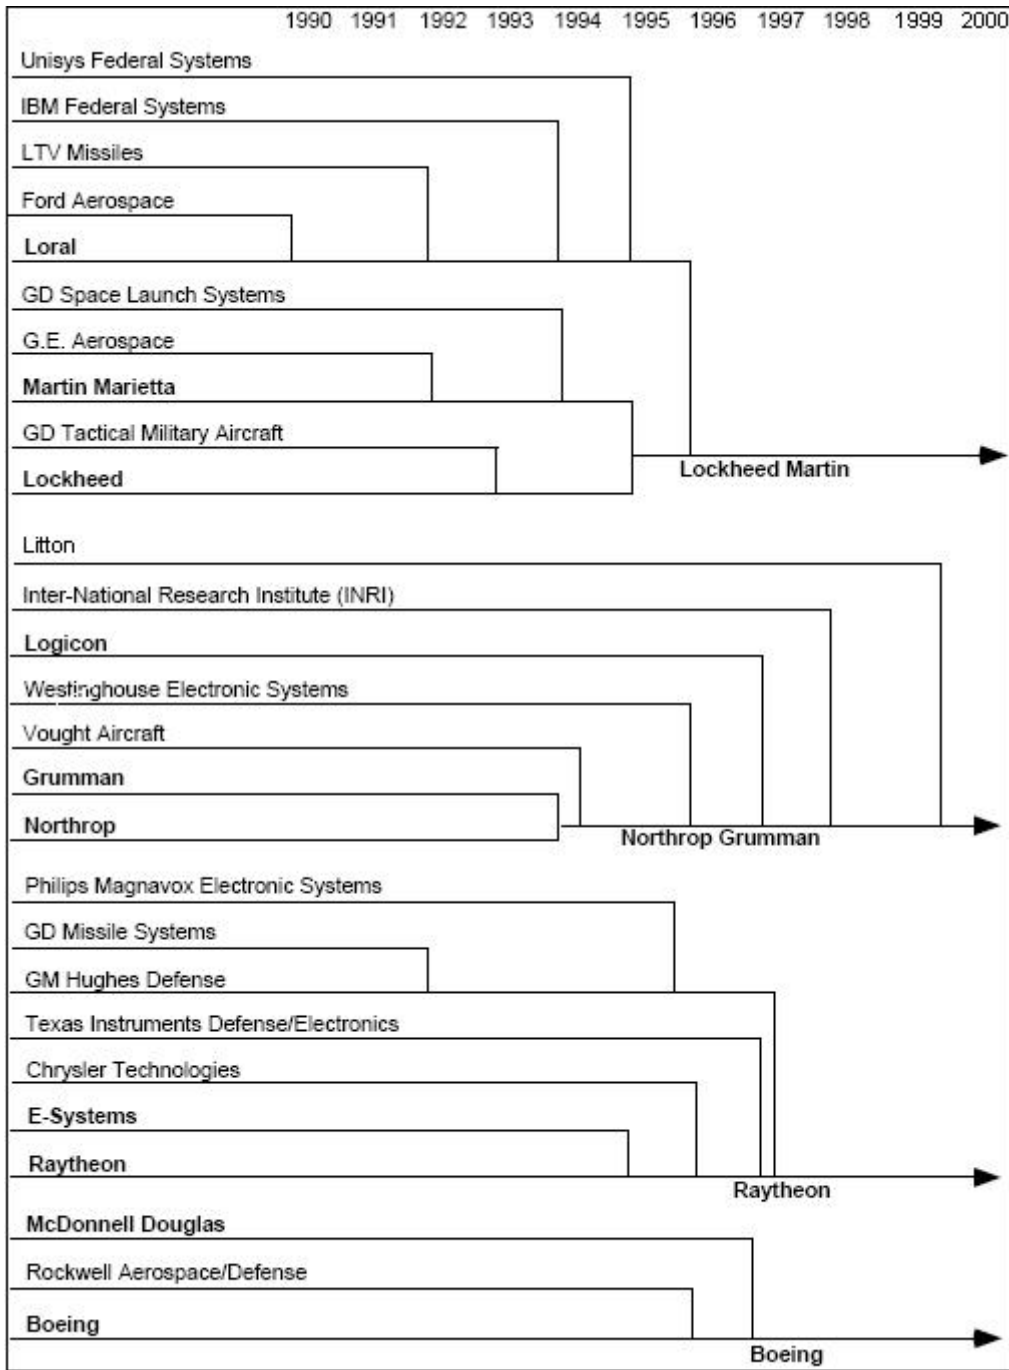 1990 1991 1992 1993 1994 1995 1996 1997 1998 1999 2000
Unisys Federal Systems
IBM Federal Systems
LTV Missiles
Ford Aerospace
Loral
GD Space Launch Systems
G.E. Aerospace
Martin Marietta
GD Tactical Military Aircraft
Lockheed Martin
Lockheed
Litton
Inter-National Research Institute (INRI)
Logicon
Westinghouse Electronic Systems
Vought Aircraft
Grumman
Northrop
Northrop Grumman
Philips Magnavox Electronic Systems
GD Missile Systems
GM Hughes Defense
Texas Instruments Defense/Electronics
Chrysler Technologies
E-Systems
Raytheon
Raytheon
McDonnell Douglas
Rockwell Aerospace/Defense
Boeing
Boeing